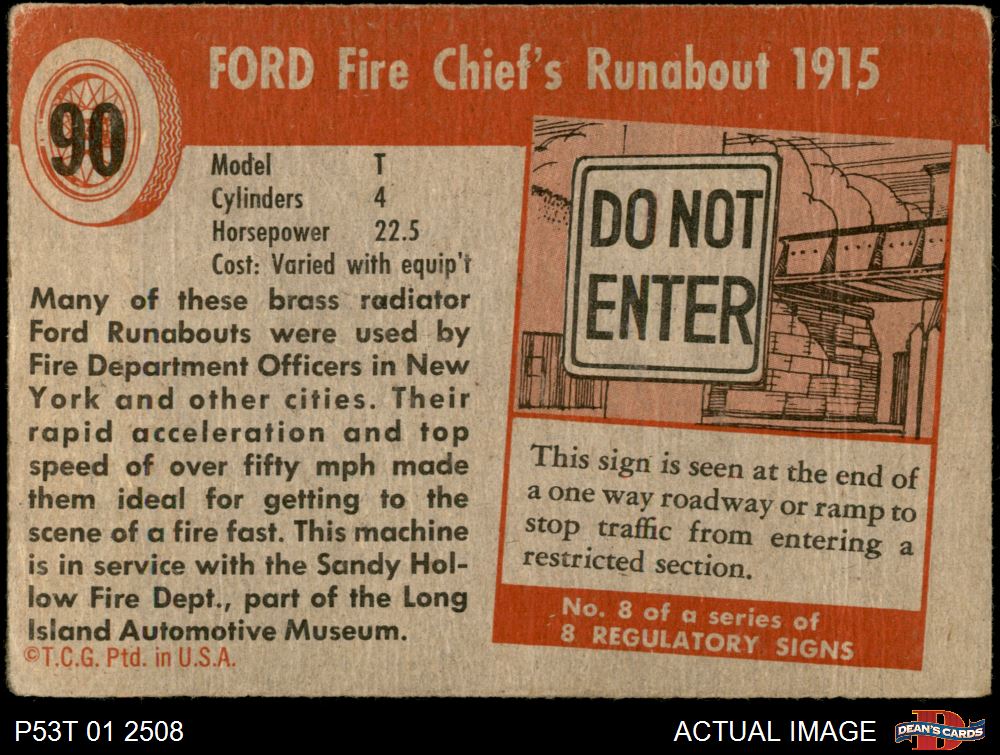 90
FORD Fire Chief's Runabout 1915
Model T
Cylinders 4
Horsepower 22.5
Cost: Varied with equip't
Many of these brass radiator
Ford Runabouts were used by
Fire Department Officers in New
York and other cities. Their
rapid acceleration and top
speed of over fifty mph made
them ideal for getting to the
scene of a fire fast. This machine
is in service with the Sandy Hol-
low Fire Dept., part of the Long
Island Automotive Museum.
©T.C.G. Ptd. in U.S.A.
DO NOT
ENTER
This sign is seen at the end of
a one way roadway or ramp to
stop traffic from entering a
restricted section.
No. 8 of a series of
8 REGULATORY SIGNS
P53T 01 2508
ACTUAL IMAGE
D
DEAN'S CARDS